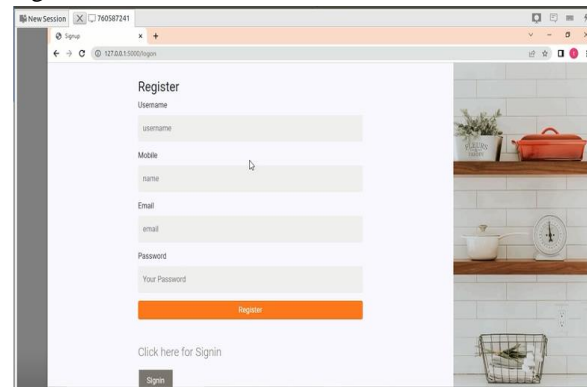 New Session
760587241
Signup
127.0.0.1:5000/logon
Register
Username
username
Mobile
name
Email
email
Password
Your Password
Register
Click here for Signin
Signin